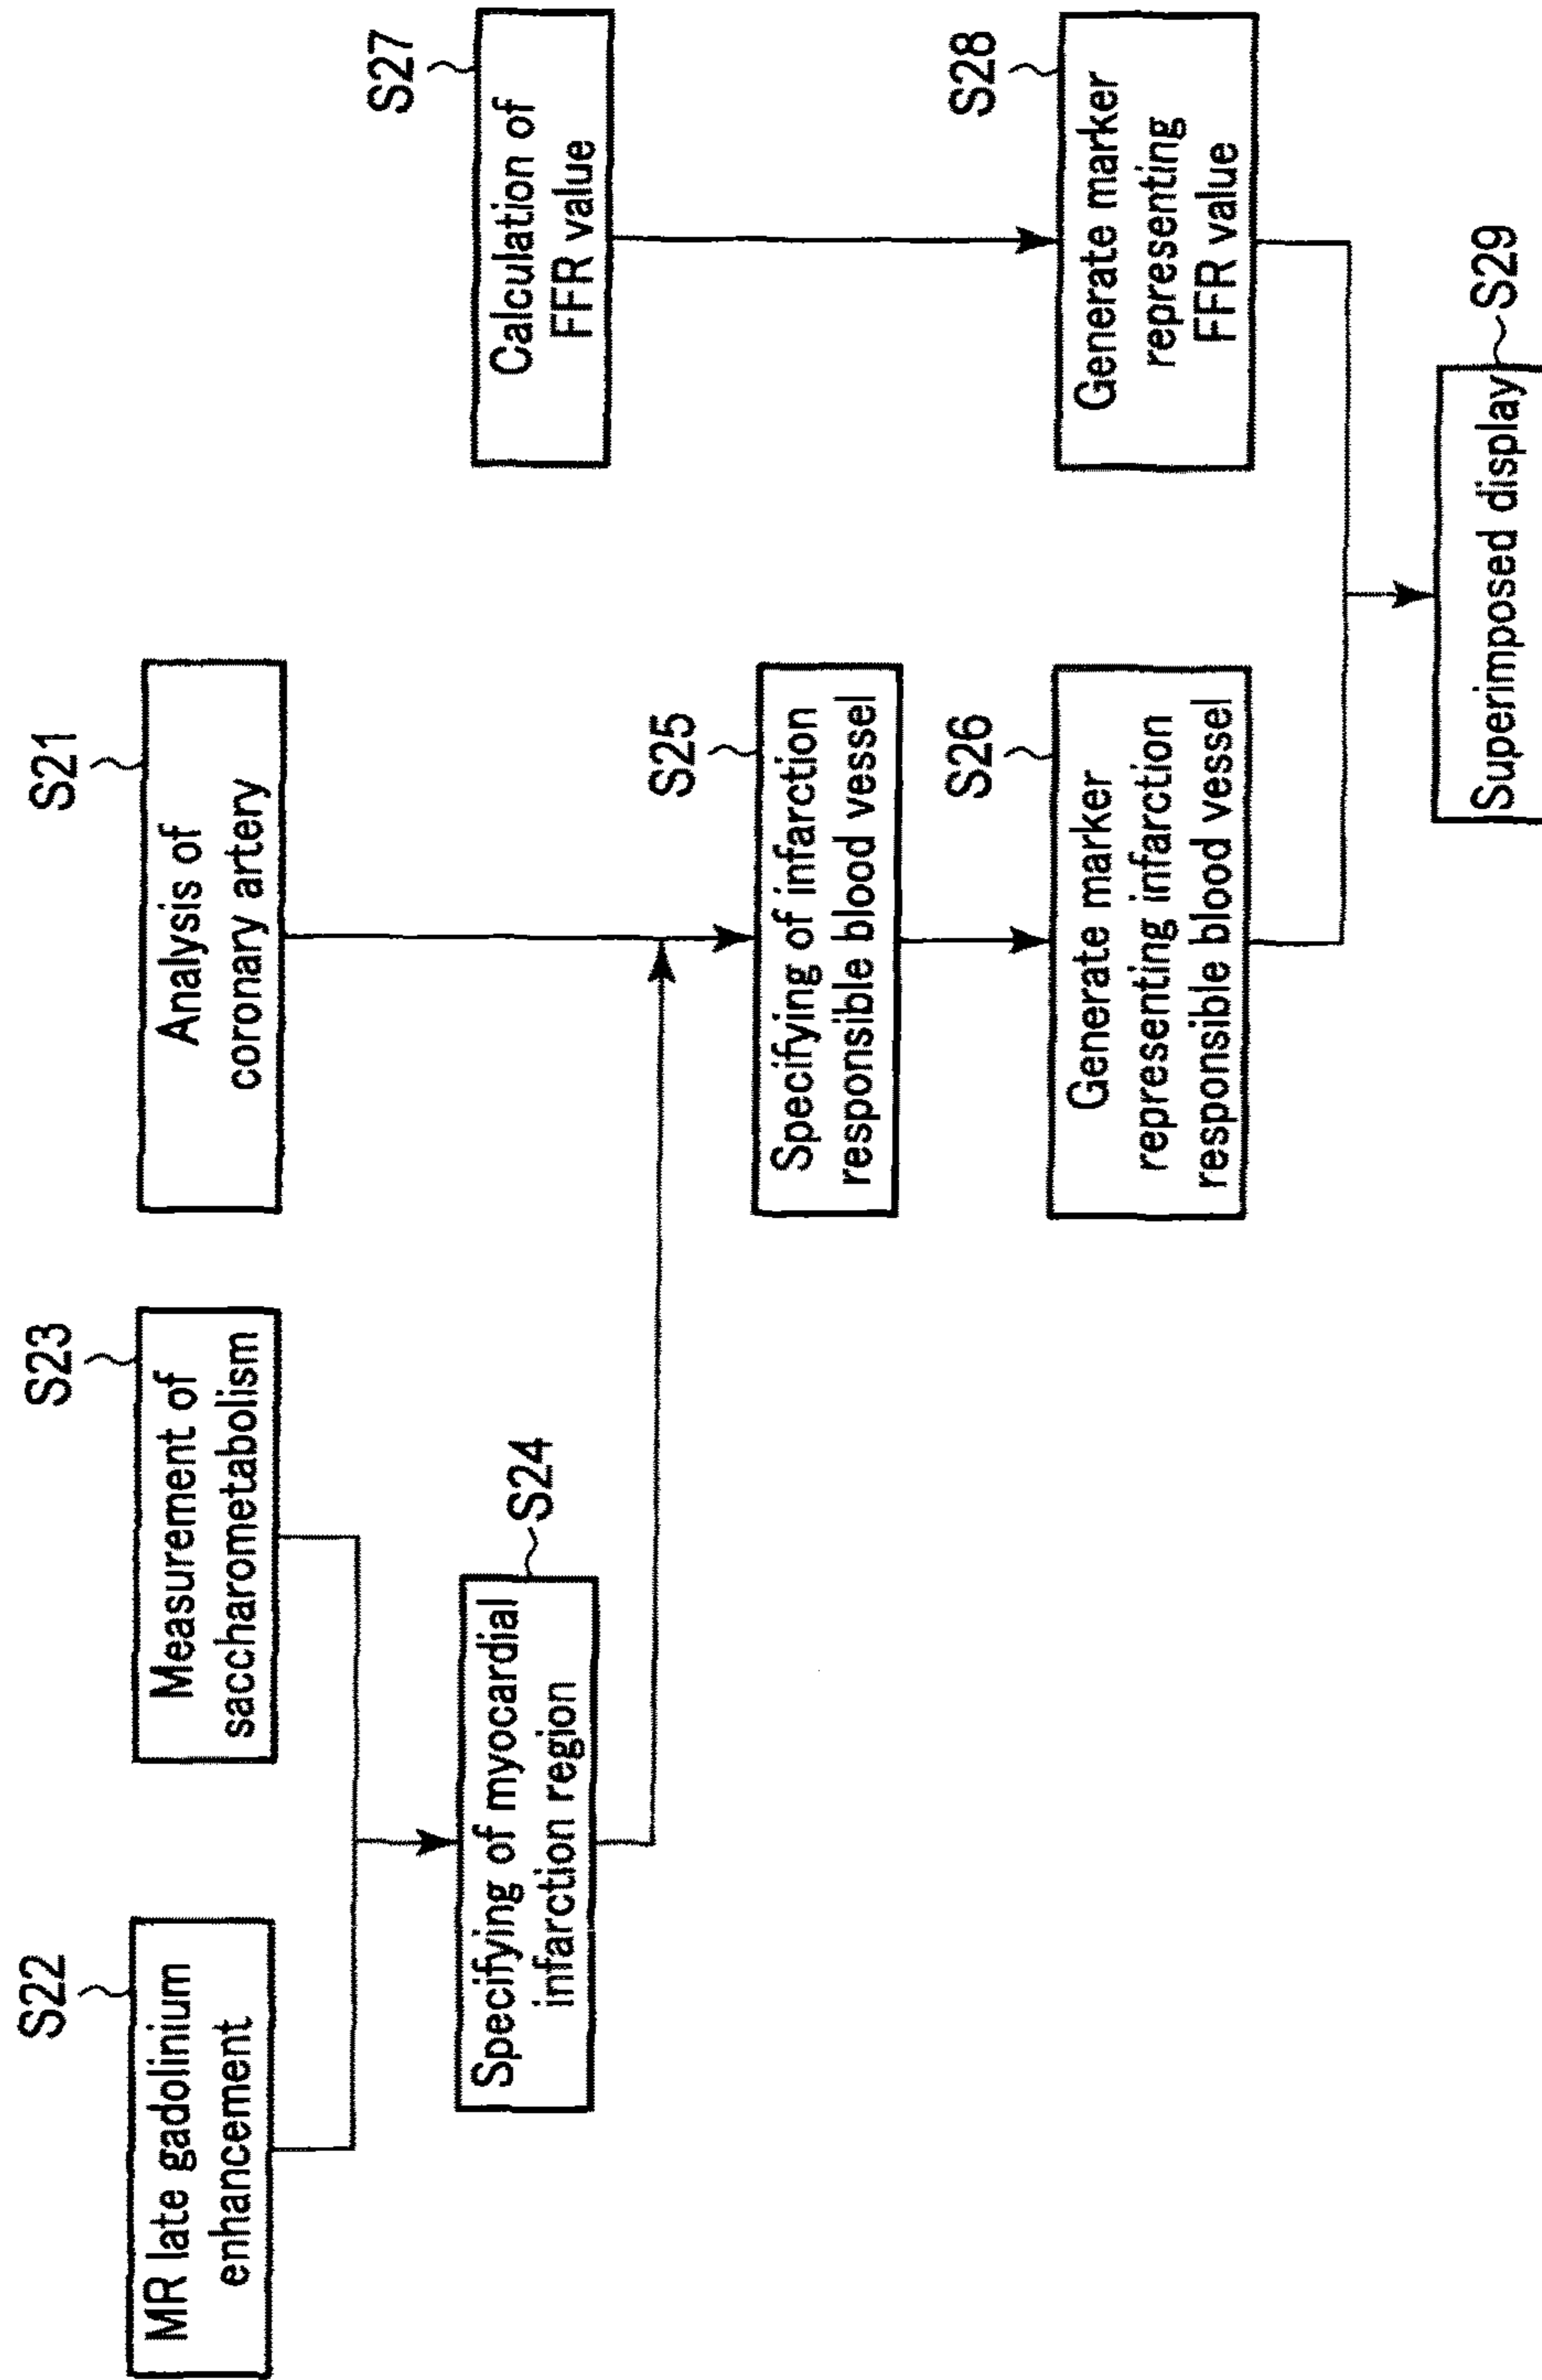 S22
MR late gadolinium
enhancement
S23
Measurement of
saccharometabolism
S21
Analysis of
coronary artery
S24
Specifying of myocardial
infarction region
S27
Calculation of
FFR value
S25
Specifying of infarction
responsible blood vessel
S26
Generate marker
representing infarction
responsible blood vessel
S28
Generate marker
representing
FFR value
S29
Superimposed display